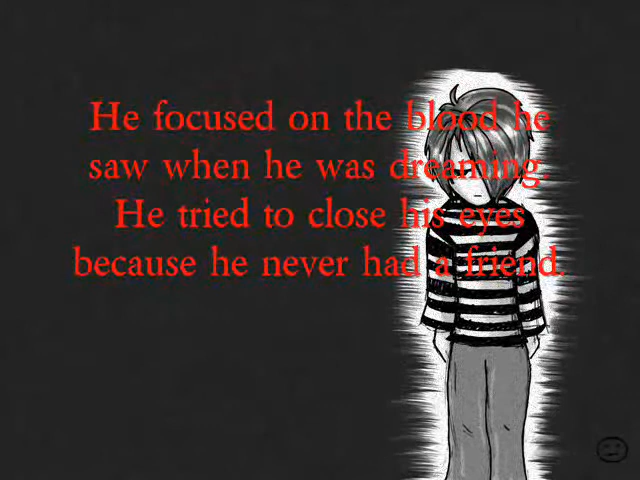 He focused on the blood he
saw when he was dreaming.
He tried to close his eyes
because he never had a friend.